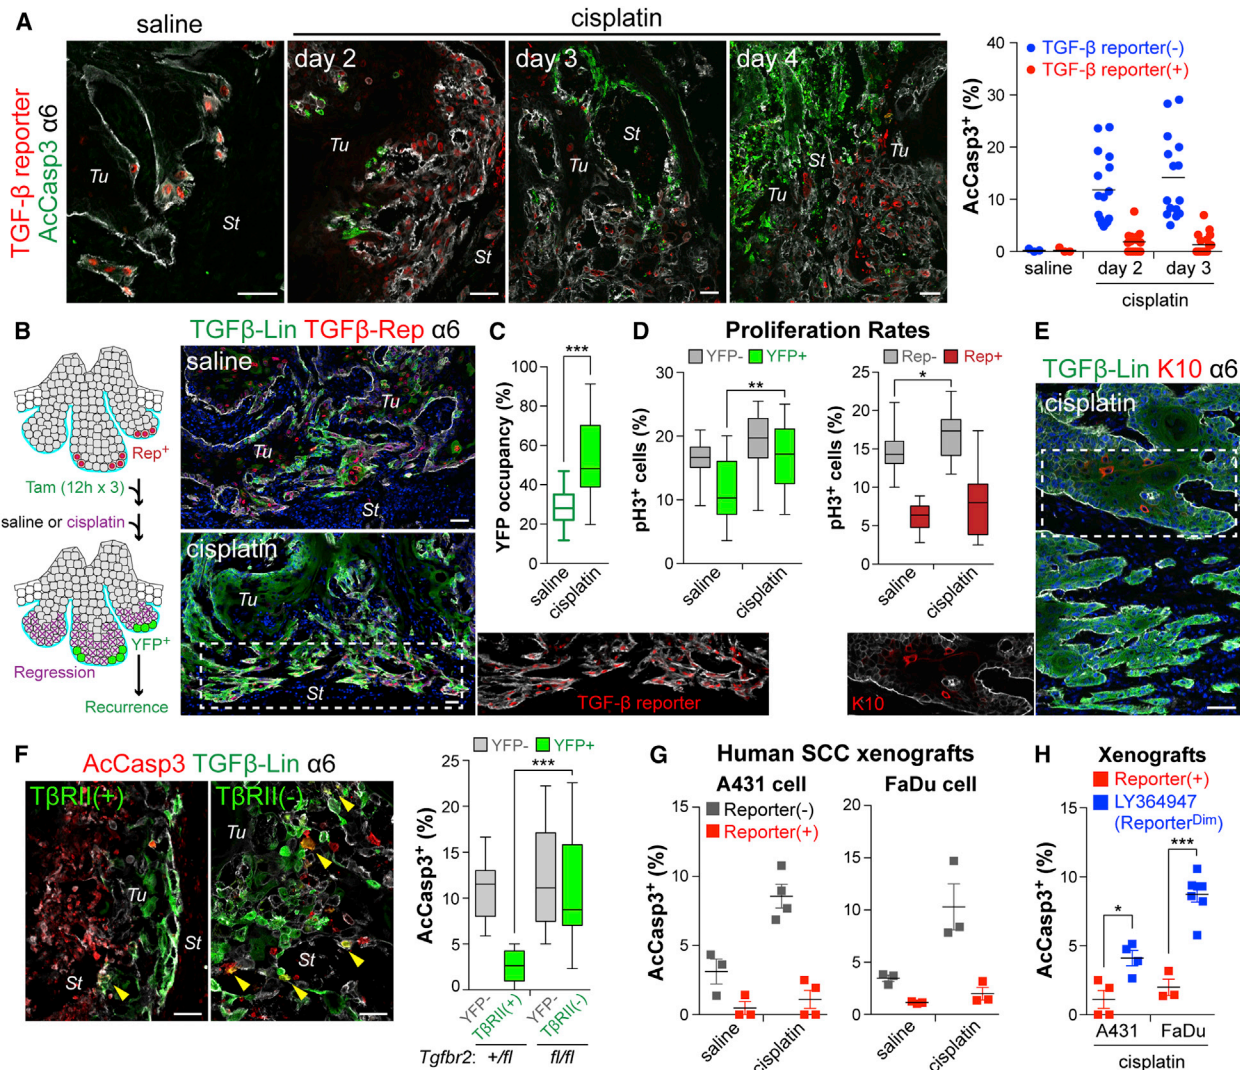 A
saline
cisplatin
TGF-β reporter
AcCasp3 α6
Tu
St
day 2
Tu
St
day 3
St
Tu
day 4
St
Tu
Tu
AcCasp3⁺ (%)
40
30
20
10
0
TGF-β reporter(-)
TGF-β reporter(+)
saline
day 2
day 3
cisplatin
B
Rep⁺
Tam (12h x 3)
saline or cisplatin
YFP⁺
Regression
Recurrence
TGFβ-Lin TGFβ-Rep α6
saline
Tu
Tu
St
cisplatin
Tu
St
TGF-β reporter
C
***
YFP occupancy (%)
100
80
60
40
20
0
saline
cisplatin
D
Proliferation Rates
YFP-
YFP+
**
pH3⁺ cells (%)
30
20
10
0
saline
cisplatin
Rep-
Rep+
*
pH3⁺ cells (%)
25
20
15
10
5
0
saline
cisplatin
E
TGFβ-Lin K10 α6
cisplatin
K10
F
AcCasp3 TGFβ-Lin α6
TβRII(+)
Tu
St
St
TβRII(-)
Tu
St
YFP-
YFP+
***
AcCasp3⁺ (%)
25
20
15
10
5
0
YFP-
TβRII(+)
YFP-
TβRII(-)
Tgfbr2: +/fl fl/fl
G
Human SCC xenografts
A431 cell
FaDu cell
Reporter(-)
Reporter(+)
AcCasp3⁺ (%)
15
10
5
0
saline
cisplatin
20
15
10
5
0
saline
cisplatin
H
Xenografts
Reporter(+)
LY364947
(Reporterᴰⁱᵐ)
***
*
AcCasp3⁺ (%)
15
10
5
0
A431
FaDu
cisplatin